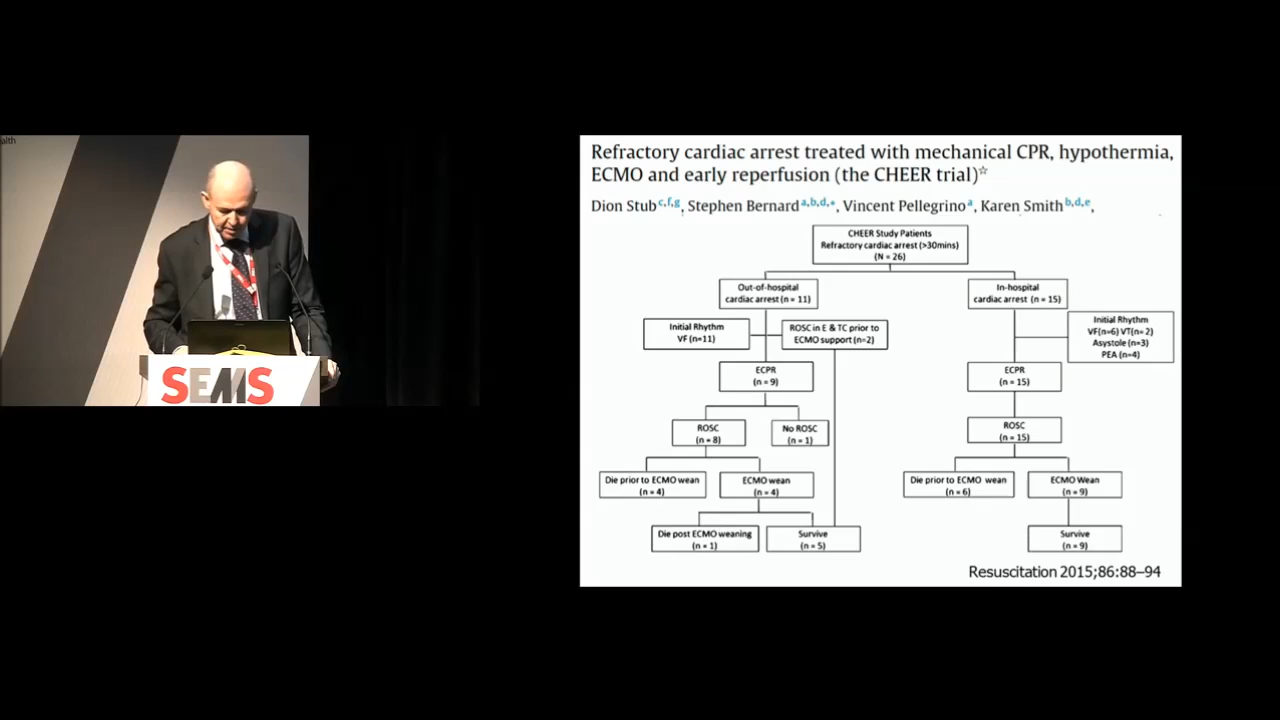 alth
SEMS
Refractory cardiac arrest treated with mechanical CPR, hypothermia,
ECMO and early reperfusion (the CHEER trial)☆
Dion Stub c,f,g, Stephen Bernard a,b,d,*, Vincent Pellegrino a, Karen Smith b,d,e,
CHEER Study Patients
Refractory cardiac arrest (>30mins)
(N = 26)
Out-of-hospital
cardiac arrest (n = 11)
In-hospital
cardiac arrest (n = 15)
Initial Rhythm
VF (n=11)
ROSC in E & TC prior to
ECMO support (n=2)
Initial Rhythm
VF(n=6) VT(n= 2)
Asystole (n=3)
PEA (n=4)
ECPR
(n = 9)
ECPR
(n = 15)
ROSC
(n = 8)
No ROSC
(n = 1)
ROSC
(n = 15)
Die prior to ECMO wean
(n = 4)
ECMO wean
(n = 4)
Die prior to ECMO wean
(n = 6)
ECMO Wean
(n = 9)
Die post ECMO weaning
(n = 1)
Survive
(n = 5)
Survive
(n = 9)
Resuscitation 2015;86:88–94